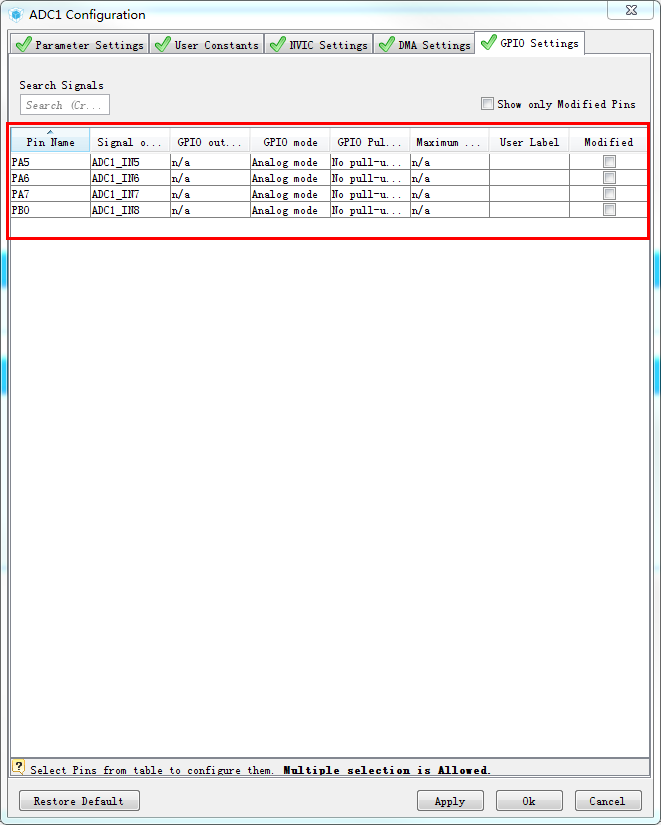 ADC1 Configuration
Parameter Settings User Constants NVIC Settings DMA Settings GPIO Settings
Search Signals
Search (Cr...
Show only Modified Pins
Pin Name Signal o... GPIO out... GPIO mode GPIO Pul... Maximum ... User Label Modified
PA5 ADC1_IN5 n/a Analog mode No pull-u... n/a
PA6 ADC1_IN6 n/a Analog mode No pull-u... n/a
PA7 ADC1_IN7 n/a Analog mode No pull-u... n/a
PB0 ADC1_IN8 n/a Analog mode No pull-u... n/a
? Select Pins from table to configure them. Multiple selection is Allowed.
Restore Default Apply Ok Cancel